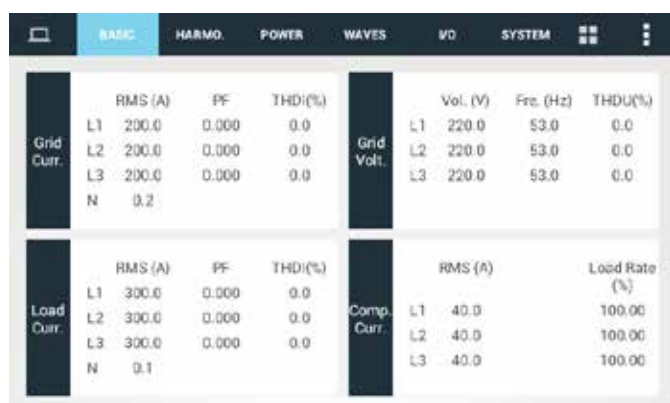 BASIC HARMO. POWER WAVES I/O SYSTEM
Grid Curr.
RMS (A) PF THDI(%)
L1 200.0 0.000 0.0
L2 200.0 0.000 0.0
L3 200.0 0.000 0.0
N 0.2
Grid Volt.
Vol. (V) Fre. (Hz) THDU(%)
L1 220.0 53.0 0.0
L2 220.0 53.0 0.0
L3 220.0 53.0 0.0
Load Curr.
RMS (A) PF THDI(%)
L1 300.0 0.000 0.0
L2 300.0 0.000 0.0
L3 300.0 0.000 0.0
N 0.1
Comp. Curr.
RMS (A) Load Rate
(%)
L1 40.0 100.00
L2 40.0 100.00
L3 40.0 100.00